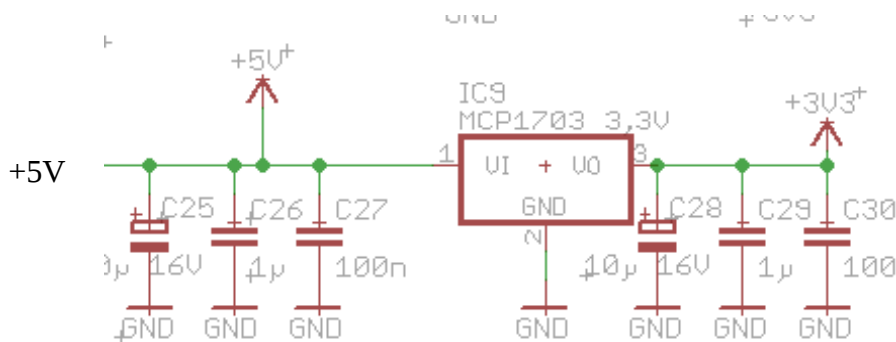 +5V
IC9
MCP1703 3,3V
+3V3
+5V
1
VI
VO
3
GND
2
C25
C26
C27
C28
C29
C30
16V
1µ
100n
10µ 16V
1µ
100
GND
GND
GND
GND
GND
GND
GND